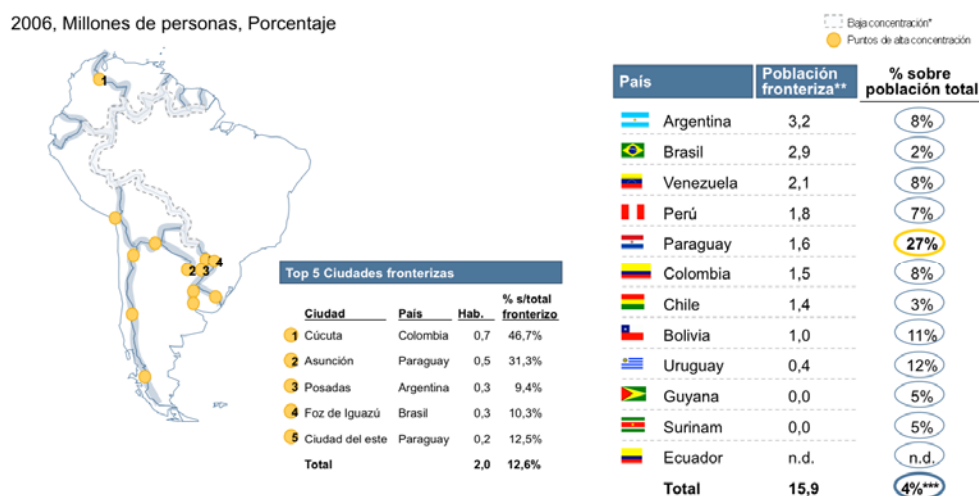 2006, Millones de personas, Porcentaje
Baja concentración*
Puntos de alta concentración
1
2 3 4
Top 5 Ciudades fronterizas
Ciudad País Hab. % s/total fronterizo
1 Cúcuta Colombia 0,7 46,7%
2 Asunción Paraguay 0,5 31,3%
3 Posadas Argentina 0,3 9,4%
4 Foz de Iguazú Brasil 0,3 10,3%
5 Ciudad del este Paraguay 0,2 12,5%
Total 2,0 12,6%
País Población fronteriza** % sobre población total
Argentina 3,2 8%
Brasil 2,9 2%
Venezuela 2,1 8%
Perú 1,8 7%
Paraguay 1,6 27%
Colombia 1,5 8%
Chile 1,4 3%
Bolivia 1,0 11%
Uruguay 0,4 12%
Guyana 0,0 5%
Surinam 0,0 5%
Ecuador n.d. n.d.
Total 15,9 4%***